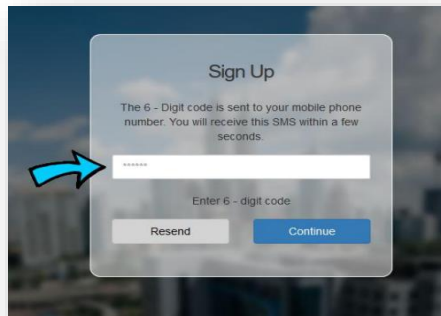 Sign Up
The 6 - Digit code is sent to your mobile phone
number. You will receive this SMS within a few
seconds.
******
Enter 6 - digit code
Resend
Continue